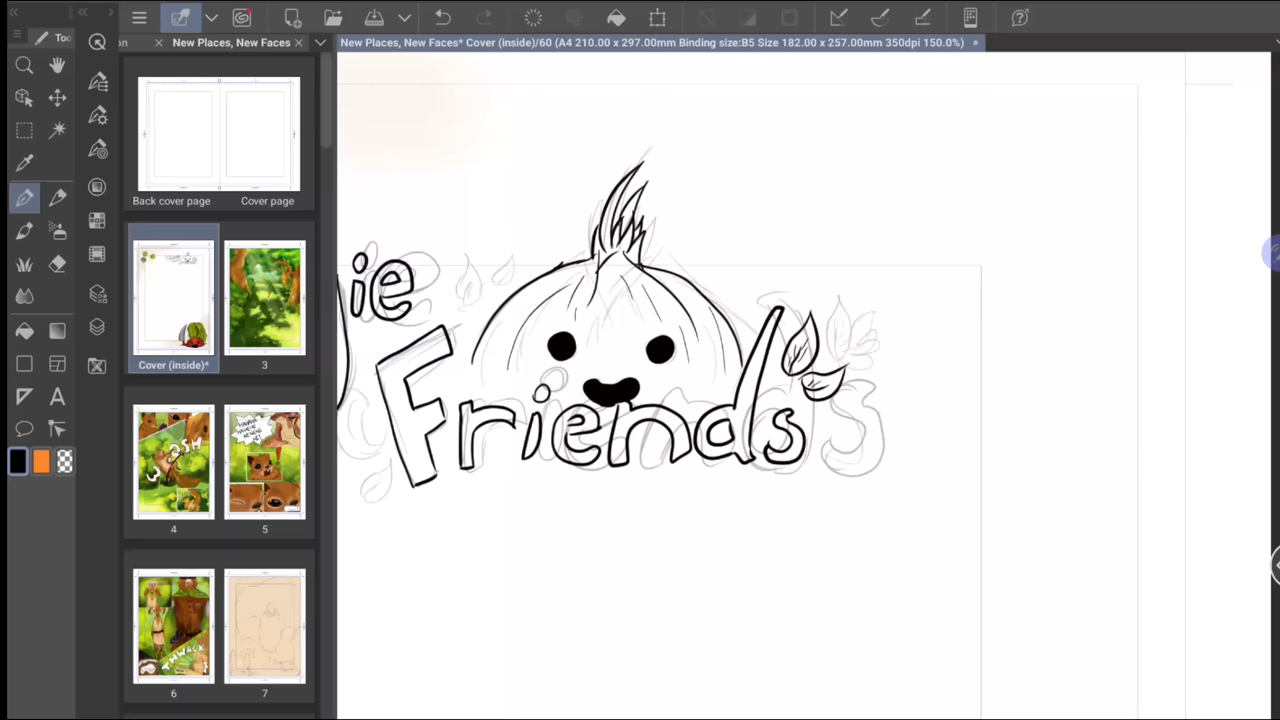 Too
on
New Places, New Faces
New Places, New Faces* Cover (inside)/60 (A4 210.00 x 297.00mm Binding size:B5 Size 182.00 x 257.00mm 350dpi 150.0%)
Back cover page
Cover page
Cover (inside)*
3
4
5
6
7
ie
Friends
THWACK
A